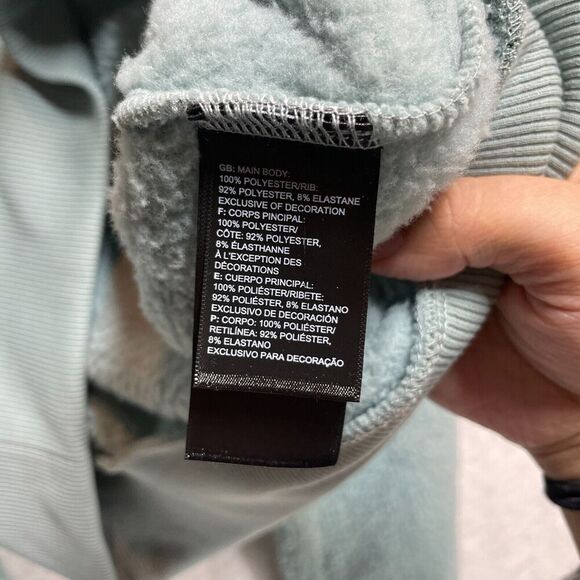 GB: MAIN BODY:
100% POLYESTER/RIB:
92% POLYESTER, 8% ELASTANE
EXCLUSIVE OF DECORATION
F: CORPS PINCIPAL:
100% POLYESTER/
CÔTE: 92% POLYESTER,
8% ÉLASTHANNE
À L'EXCEPTION DES
DÉCORATIONS
E: CUERPO PRINCIPAL:
100% POLIÉSTER/RIBETE:
92% POLIÉSTER, 8% ELASTANO
EXCLUSIVO DE DECORACIÓN
P: CORPO: 100% POLIÉSTER/
RETILÍNEA: 92% POLIÉSTER,
8% ELASTANO
EXCLUSIVO PARA DECORAÇÃO